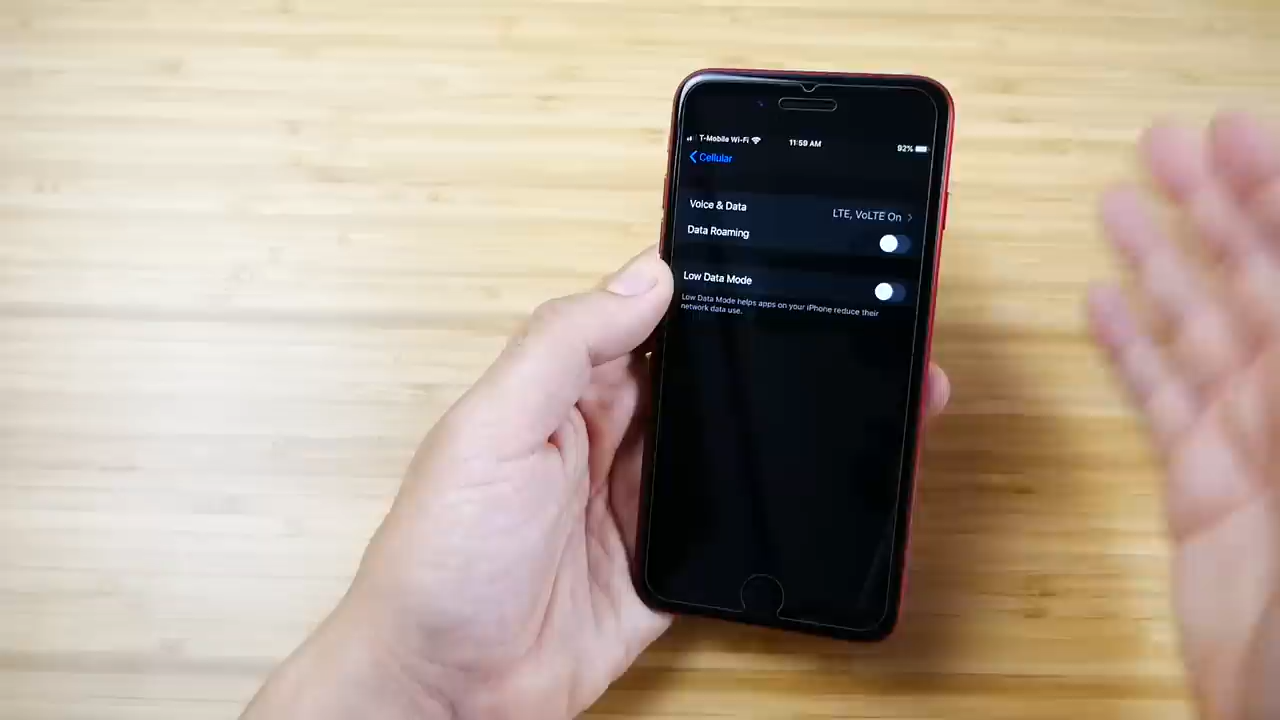 T-Mobile Wi-Fi 11:59 AM 92%
Cellular
Voice & Data LTE, VoLTE On
Data Roaming
Low Data Mode
Low Data Mode helps apps on your iPhone reduce their
network data use.